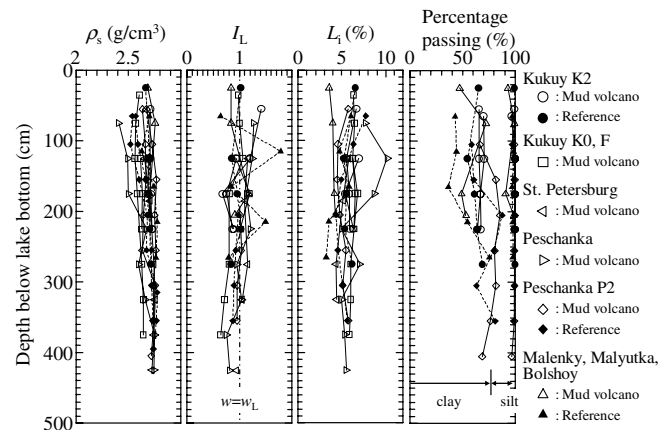 ρs (g/cm³) IL Li (%) Percentage passing (%)
2 4 0 1.0 2 0 5 10 0 50 100
0
100
200
300
400
500
Depth below lake bottom (cm)
w=wL
clay silt
Kukuy K2
: Mud volcano
: Reference
Kukuy K0, F
: Mud volcano
St. Petersburg
: Mud volcano
Peschanka
: Mud volcano
Peschanka P2
: Mud volcano
: Reference
Malenky, Malyutka,
Bolshoy
: Mud volcano
: Reference